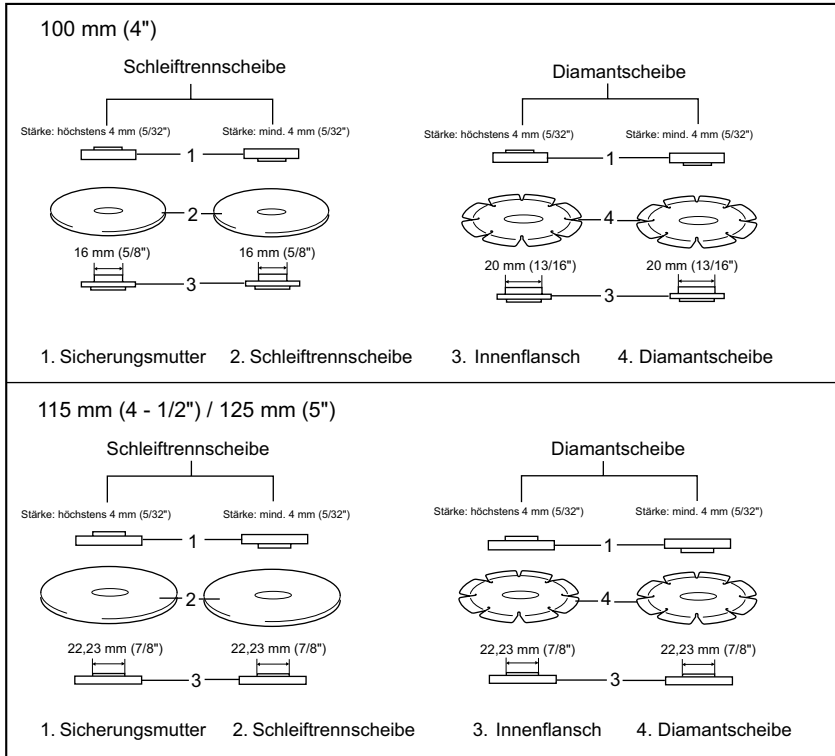 100 mm (4")
Schleiftrennscheibe Diamantscheibe
Stärke: höchstens 4 mm (5/32") Stärke: mind. 4 mm (5/32") Stärke: höchstens 4 mm (5/32") Stärke: mind. 4 mm (5/32")
1 1
2 4
16 mm (5/8") 16 mm (5/8") 20 mm (13/16") 20 mm (13/16")
3 3
1. Sicherungsmutter 2. Schleiftrennscheibe 3. Innenflansch 4. Diamantscheibe
115 mm (4 - 1/2") / 125 mm (5")
Schleiftrennscheibe Diamantscheibe
Stärke: höchstens 4 mm (5/32") Stärke: mind. 4 mm (5/32") Stärke: höchstens 4 mm (5/32") Stärke: mind. 4 mm (5/32")
1 1
2 4
22,23 mm (7/8") 22,23 mm (7/8") 22,23 mm (7/8") 22,23 mm (7/8")
3 3
1. Sicherungsmutter 2. Schleiftrennscheibe 3. Innenflansch 4. Diamantscheibe